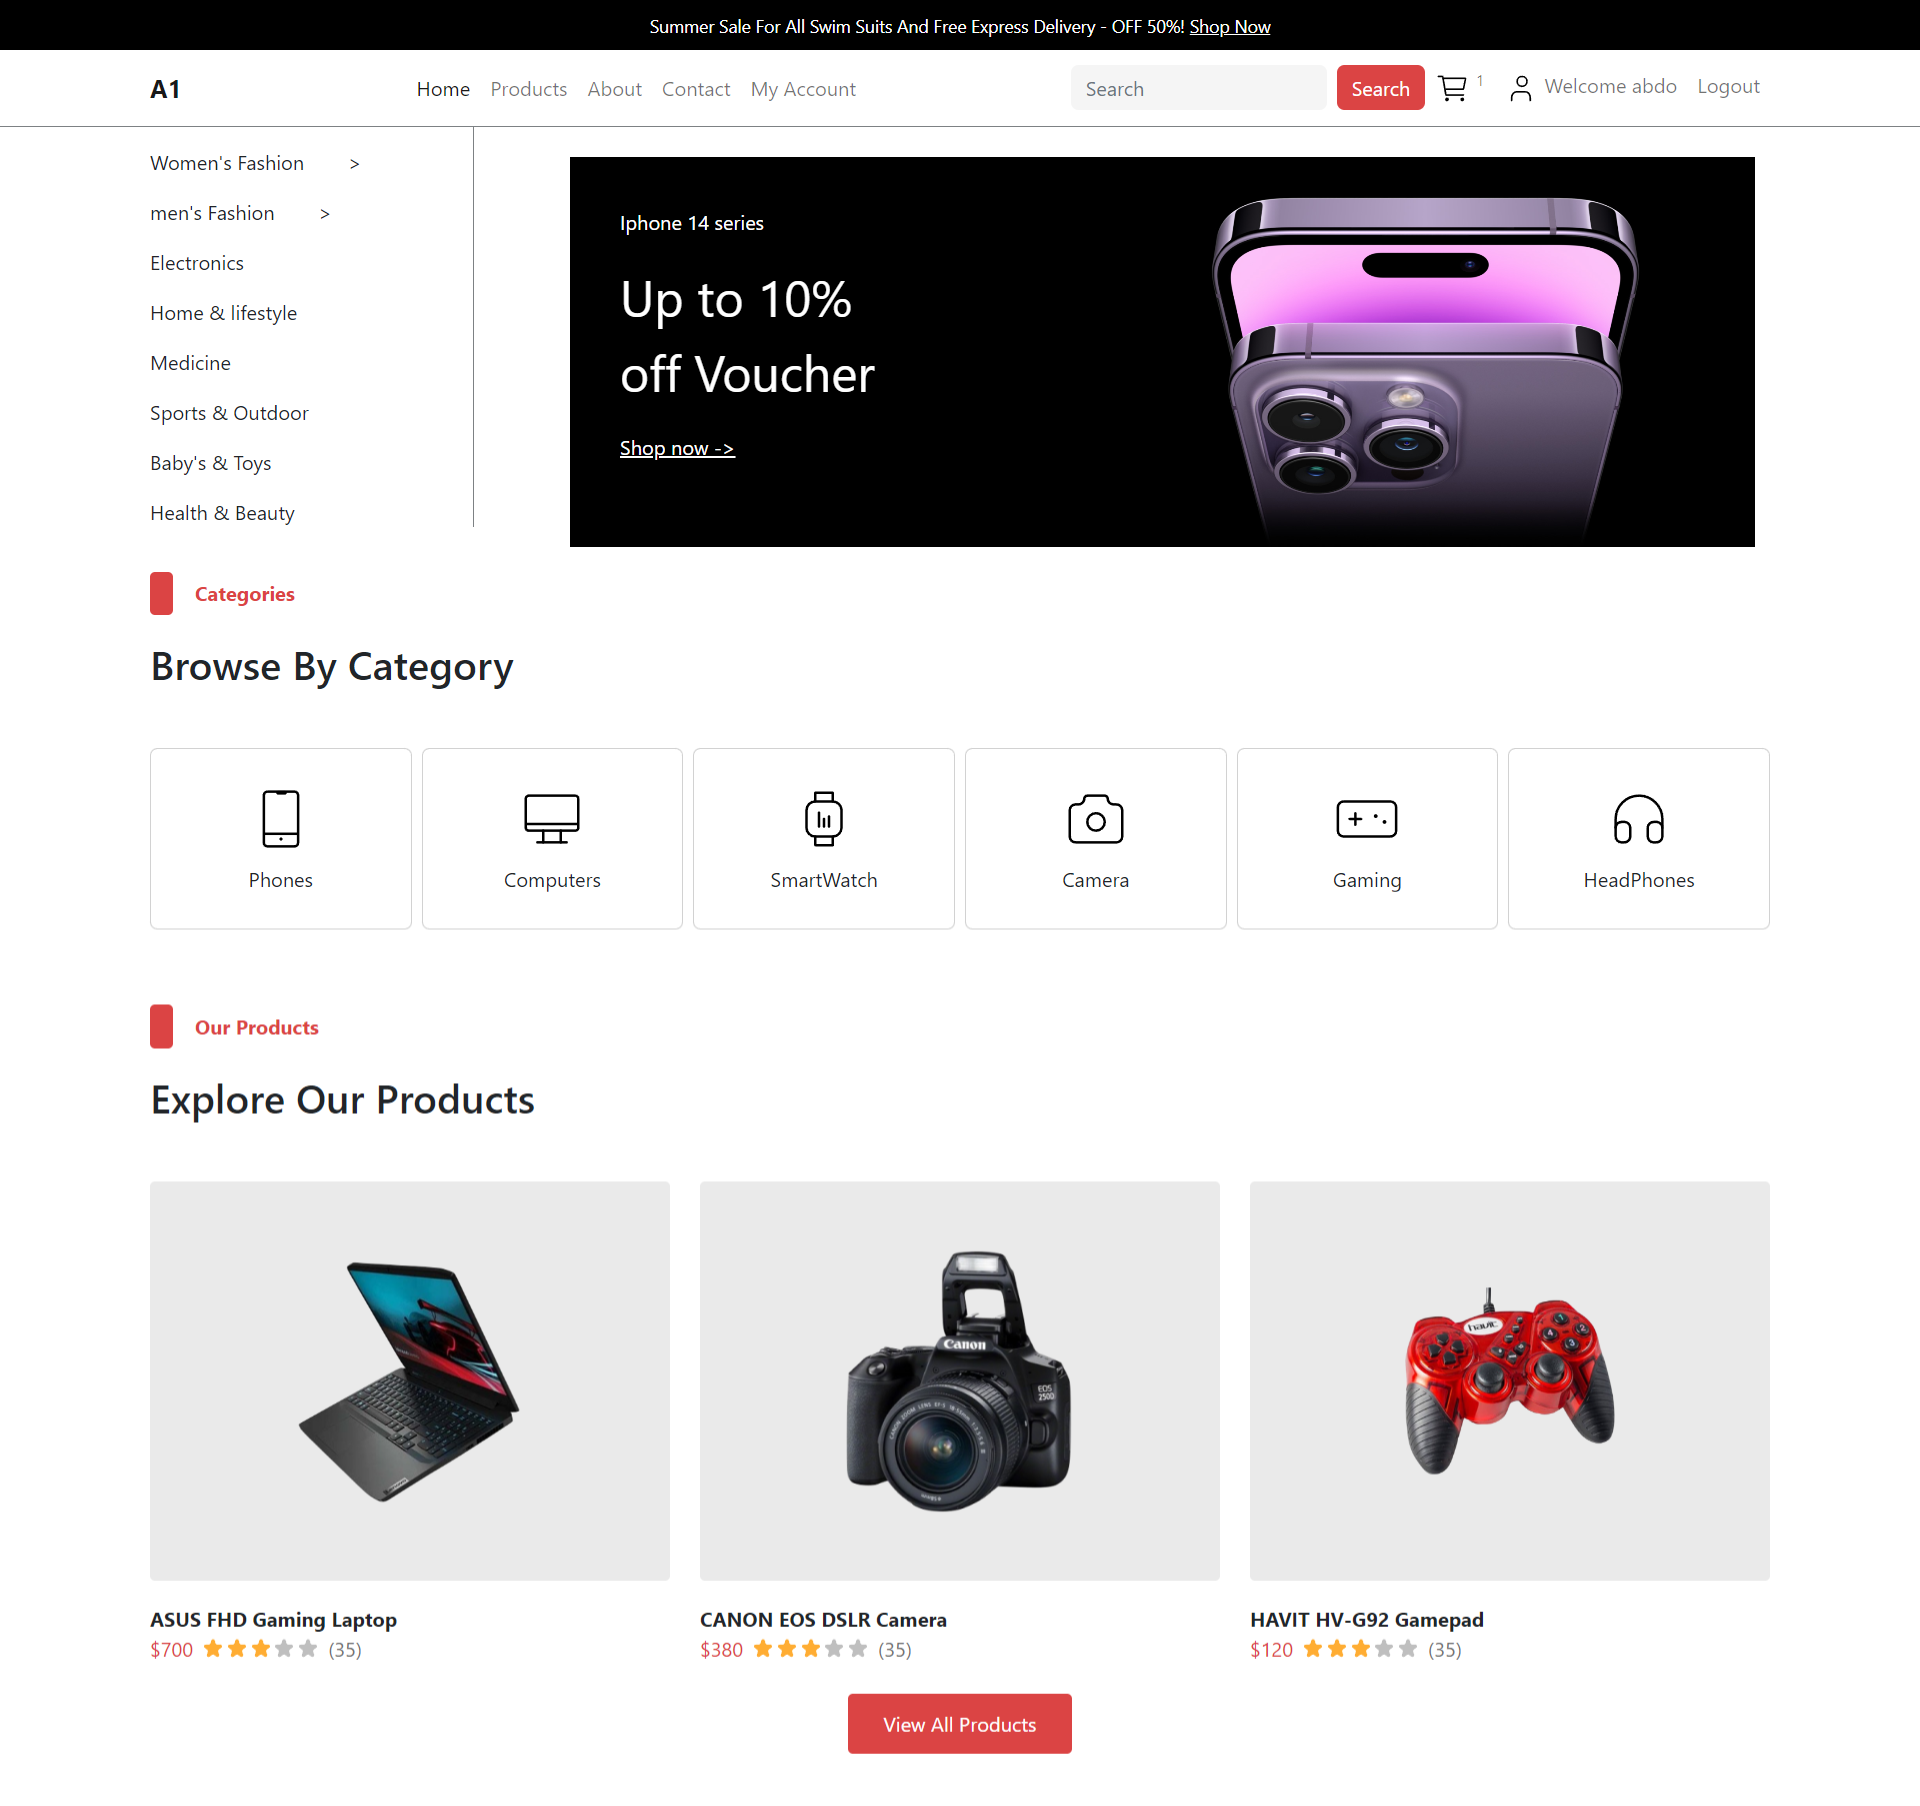 Summer Sale For All Swim Suits And Free Express Delivery - OFF 50%! Shop Now
A1
Home Products About Contact My Account
Search
Search
1
Welcome abdo
Logout
Women's Fashion >
men's Fashion >
Electronics
Home & lifestyle
Medicine
Sports & Outdoor
Baby's & Toys
Health & Beauty
Iphone 14 series
Up to 10%
off Voucher
Shop now ->
Categories
Browse By Category
Phones
Computers
SmartWatch
Camera
Gaming
HeadPhones
Our Products
Explore Our Products
Canon
EOS
250D
havit
ASUS FHD Gaming Laptop
$700 (35)
CANON EOS DSLR Camera
$380 (35)
HAVIT HV-G92 Gamepad
$120 (35)
View All Products